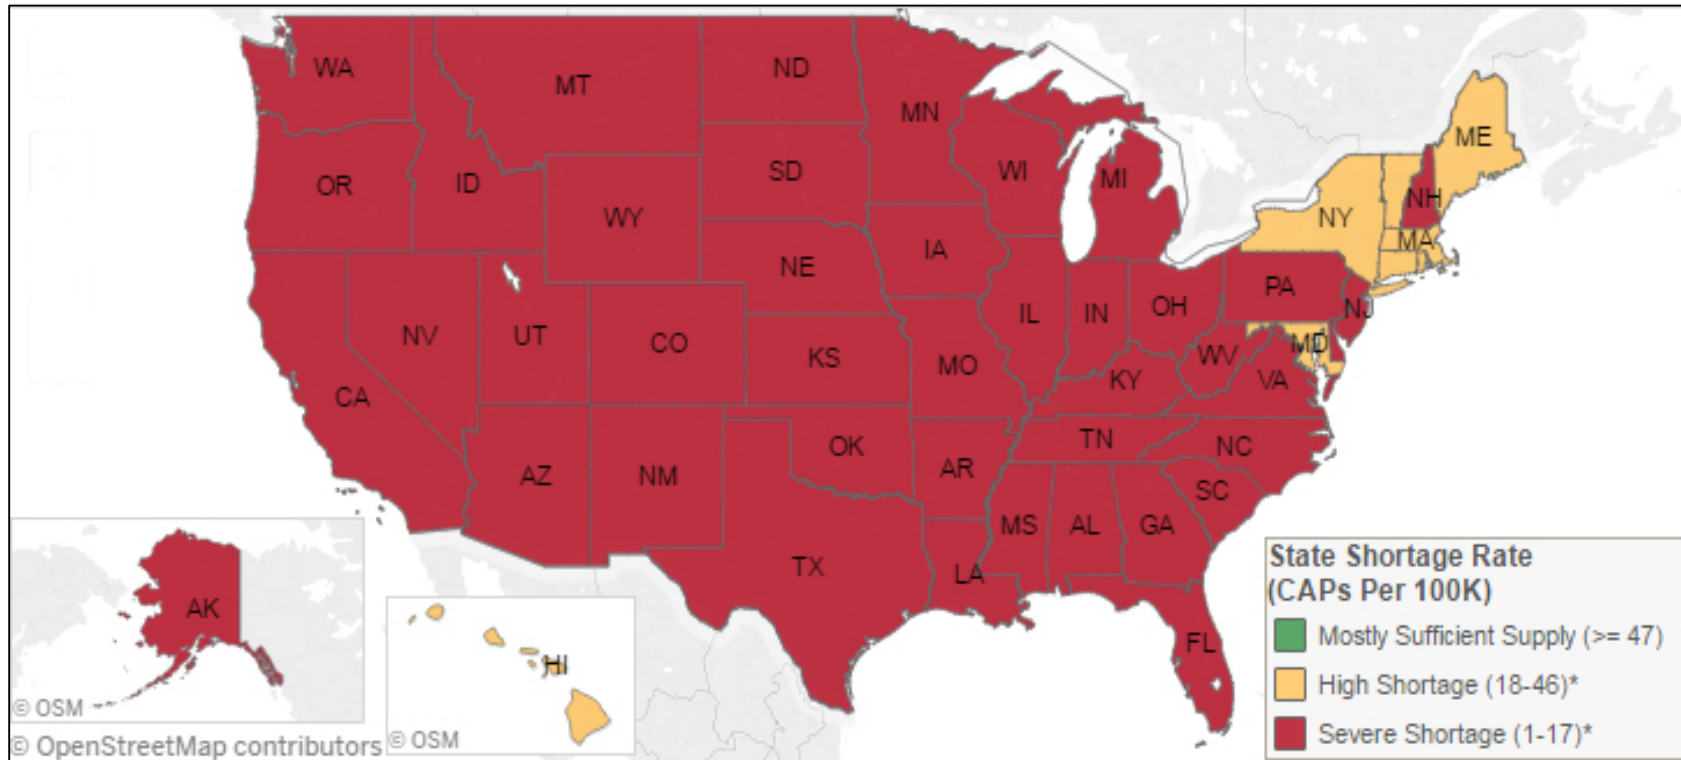 WA
MT
ND
MN
ME
OR
ID
SD
WI
MI
NH
NY
WY
MA
IA
NE
PA
NV
UT
CO
IL
IN
OH
NJ
KS
MO
WV
MD
CA
KY
VA
AZ
NM
OK
AR
TN
NC
SC
MS
AL
GA
TX
LA
FL
AK
HI
© OSM
© OSM
© OpenStreetMap contributors
State Shortage Rate
(CAPs Per 100K)
Mostly Sufficient Supply (>= 47)
High Shortage (18-46)*
Severe Shortage (1-17)*